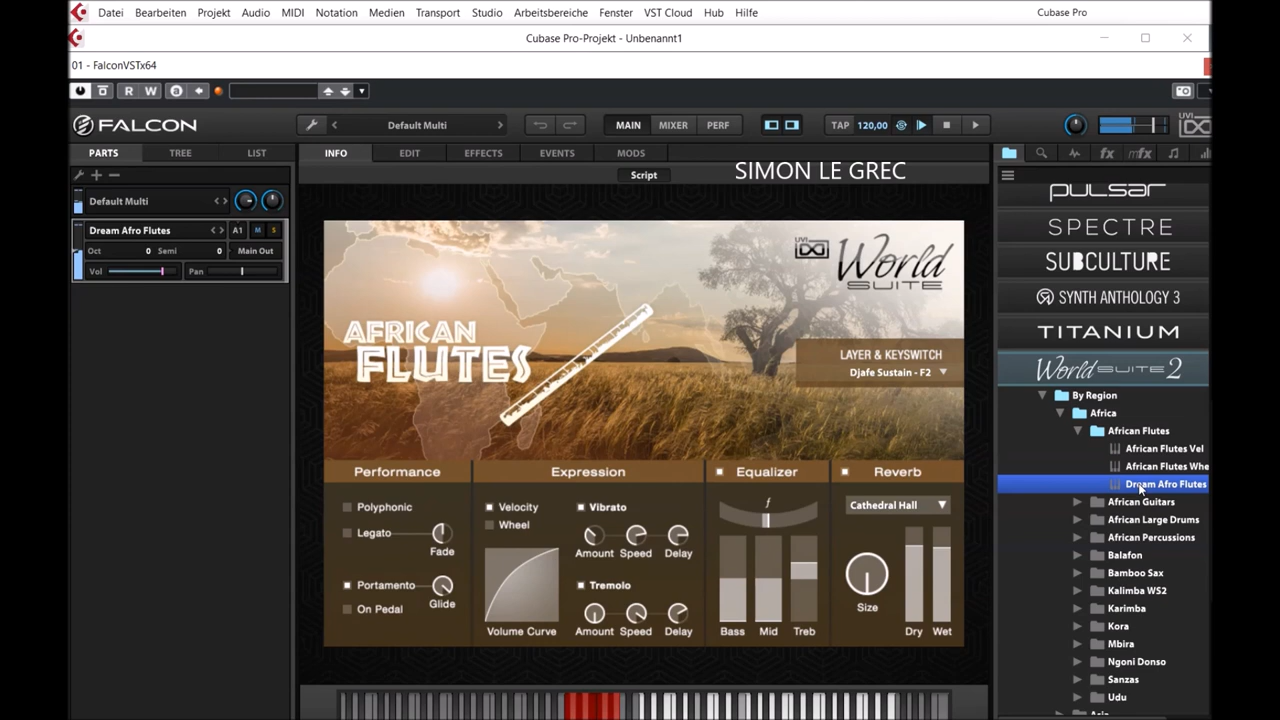 Datei Bearbeiten Projekt Audio MIDI Notation Medien Transport Studio Arbeitsbereiche Fenster VST Cloud Hub Hilfe Cubase Pro
Cubase Pro-Projekt - Unbenannt1
01 - FalconVSTx64
R W a
FALCON Default Multi MAIN MIXER PERF TAP 120,00 UVI
PARTS TREE LIST INFO EDIT EFFECTS EVENTS MODS fx mfx
Script SIMON LE GREC
Default Multi
Dream Afro Flutes A1 M S
Oct 0 Semi 0 Main Out
Vol Pan
UVI World SUITE
AFRICAN FLUTES
LAYER & KEYSWITCH
Djafe Sustain - F2
Performance Expression Equalizer Reverb
Polyphonic Velocity Vibrato f Cathedral Hall
Legato Wheel
Fade Amount Speed Delay
Portamento Tremolo
On Pedal Glide Size
Volume Curve Amount Speed Delay Bass Mid Treb Dry Wet
PULSAR
SPECTRE
SUBCULTURE
SYNTH ANTHOLOGY 3
TITANIUM
World SUITE 2
By Region
Africa
African Flutes
African Flutes Vel
African Flutes Whe
Dream Afro Flutes
African Guitars
African Large Drums
African Percussions
Balafon
Bamboo Sax
Kalimba WS2
Karimba
Kora
Mbira
Ngoni Donso
Sanzas
Udu